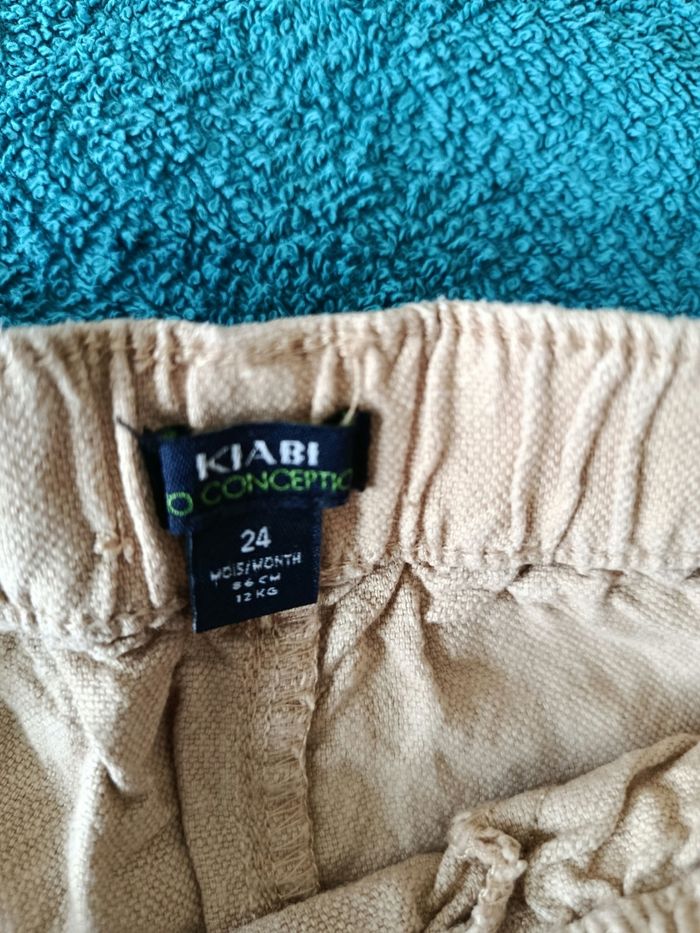 KIABI
O CONCEPTIO
24
MOIS/MONTH
86 CM
12 KG